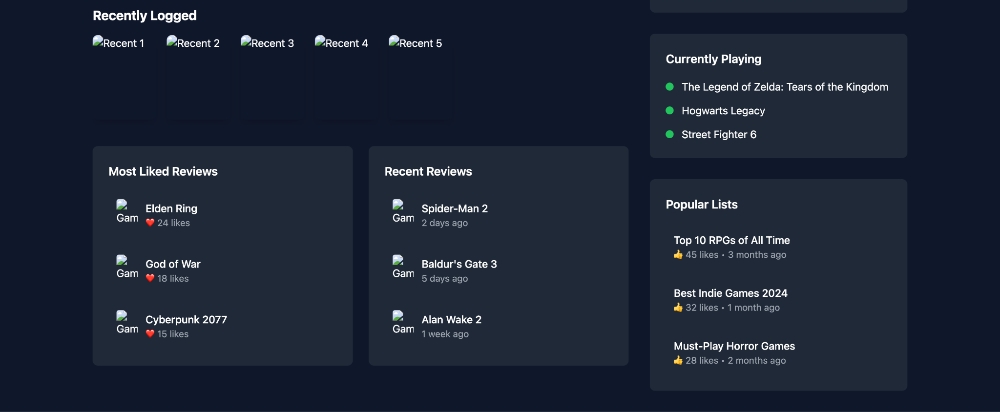 Recently Logged
Recent 1
Recent 2
Recent 3
Recent 4
Recent 5
Most Liked Reviews
Gam
Elden Ring
❤️ 24 likes
Gam
God of War
❤️ 18 likes
Gam
Cyberpunk 2077
❤️ 15 likes
Recent Reviews
Gam
Spider-Man 2
2 days ago
Gam
Baldur's Gate 3
5 days ago
Gam
Alan Wake 2
1 week ago
Currently Playing
The Legend of Zelda: Tears of the Kingdom
Hogwarts Legacy
Street Fighter 6
Popular Lists
Top 10 RPGs of All Time
👍 45 likes • 3 months ago
Best Indie Games 2024
👍 32 likes • 1 month ago
Must-Play Horror Games
👍 28 likes • 2 months ago